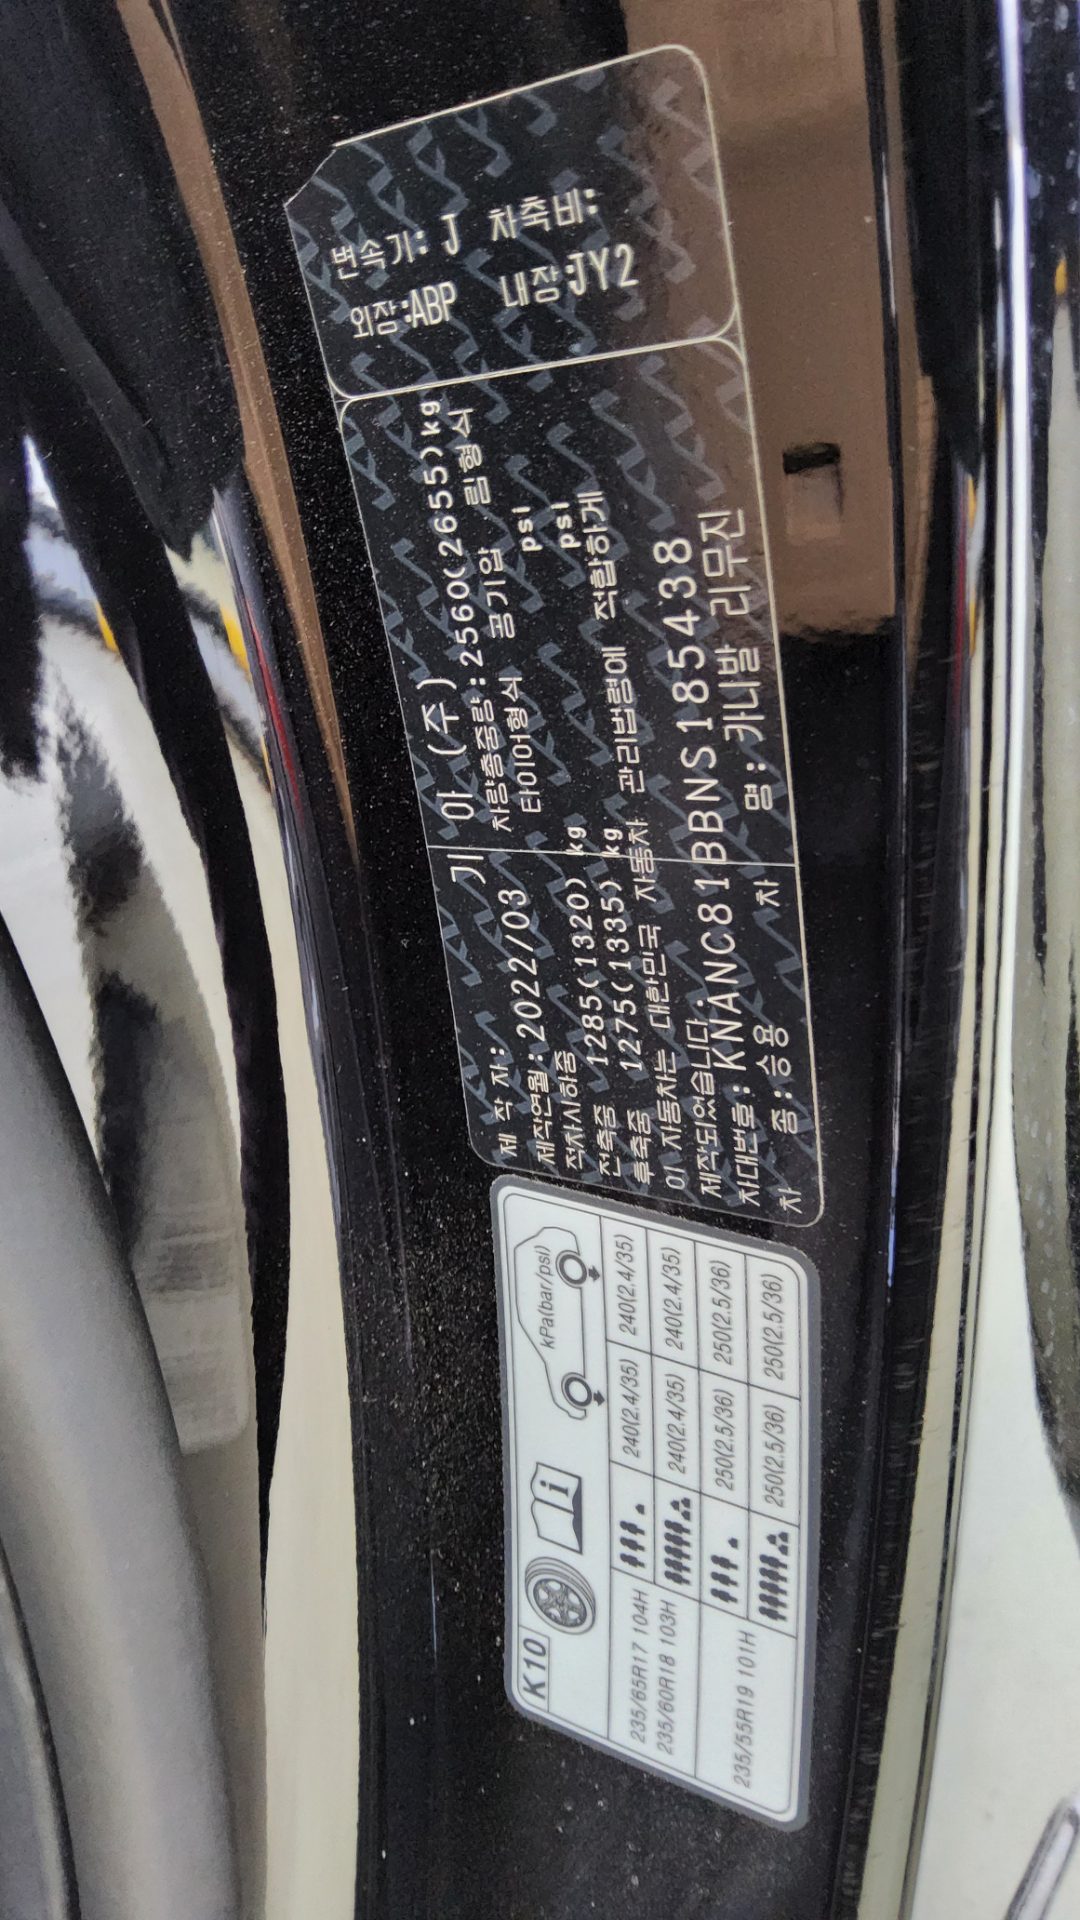 제 작 자: 기 아 (주)
제작연월: 2022/03 차량총중량: 2560(2655)kg
적차시하중 타이어형식 공기압 림형식
전축중 1285(1320)kg psi
후축중 1275(1335)kg psi
이 자동차는 대한민국 자동차 관리법령에 적합하게
제작되었습니다.
차대번호: KNANC81BBNS185438
차 종: 승용 차 명: 카니발 리무진
변속기: J 차축비:
외장:ABP 내장:JY2
K10
kPa(bar/psi)
235/65R17 104H 240(2.4/35) 240(2.4/35)
235/60R18 103H 240(2.4/35) 240(2.4/35)
235/55R19 101H 250(2.5/36) 250(2.5/36)
250(2.5/36) 250(2.5/36)